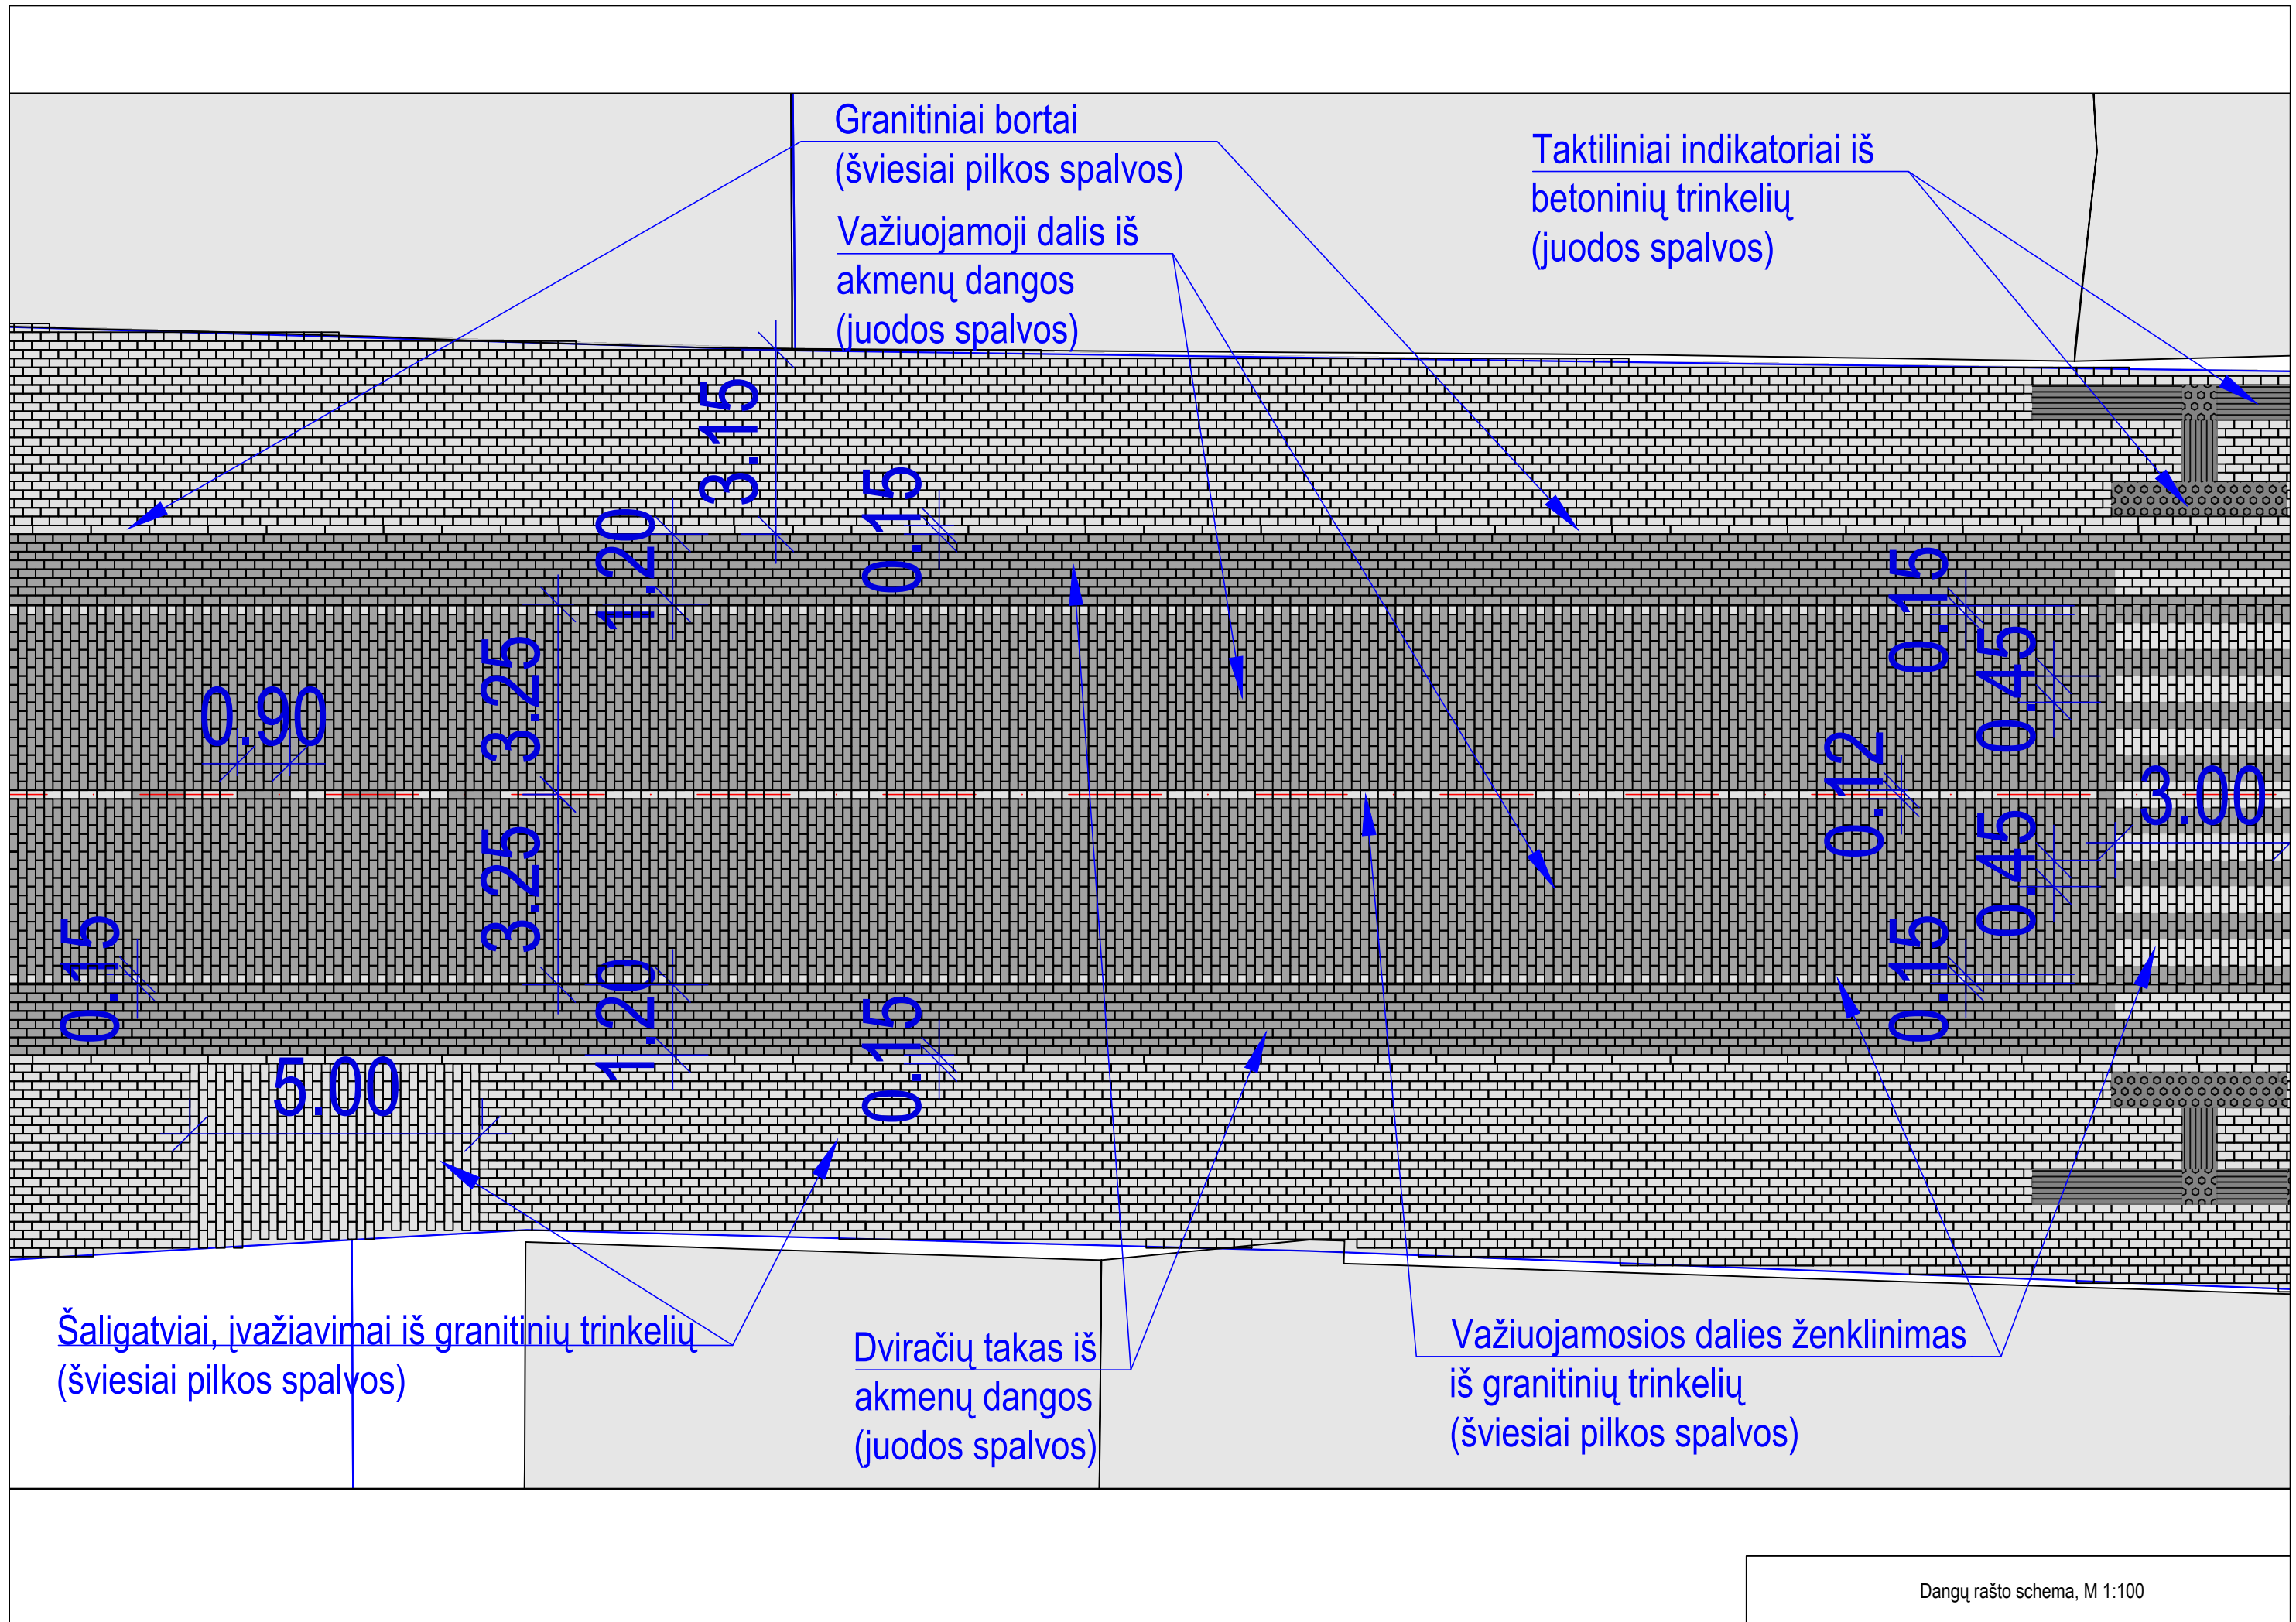 Granitiniai bortai
(šviesiai pilkos spalvos)
Važiuojamoji dalis iš
akmenų dangos
(juodos spalvos)
Taktiliniai indikatoriai iš
betoninių trinkelių
(juodos spalvos)
3.15
1.20
0.15
0.15
3.25
0.45
0.90
0.12
3.00
3.25
0.45
0.15
1.20
0.15
0.15
5.00
Šaligatviai, įvažiavimai iš granitinių trinkelių
(šviesiai pilkos spalvos)
Dviračių takas iš
akmenų dangos
(juodos spalvos)
Važiuojamosios dalies ženklinimas
iš granitinių trinkelių
(šviesiai pilkos spalvos)
Dangų rašto schema, M 1:100